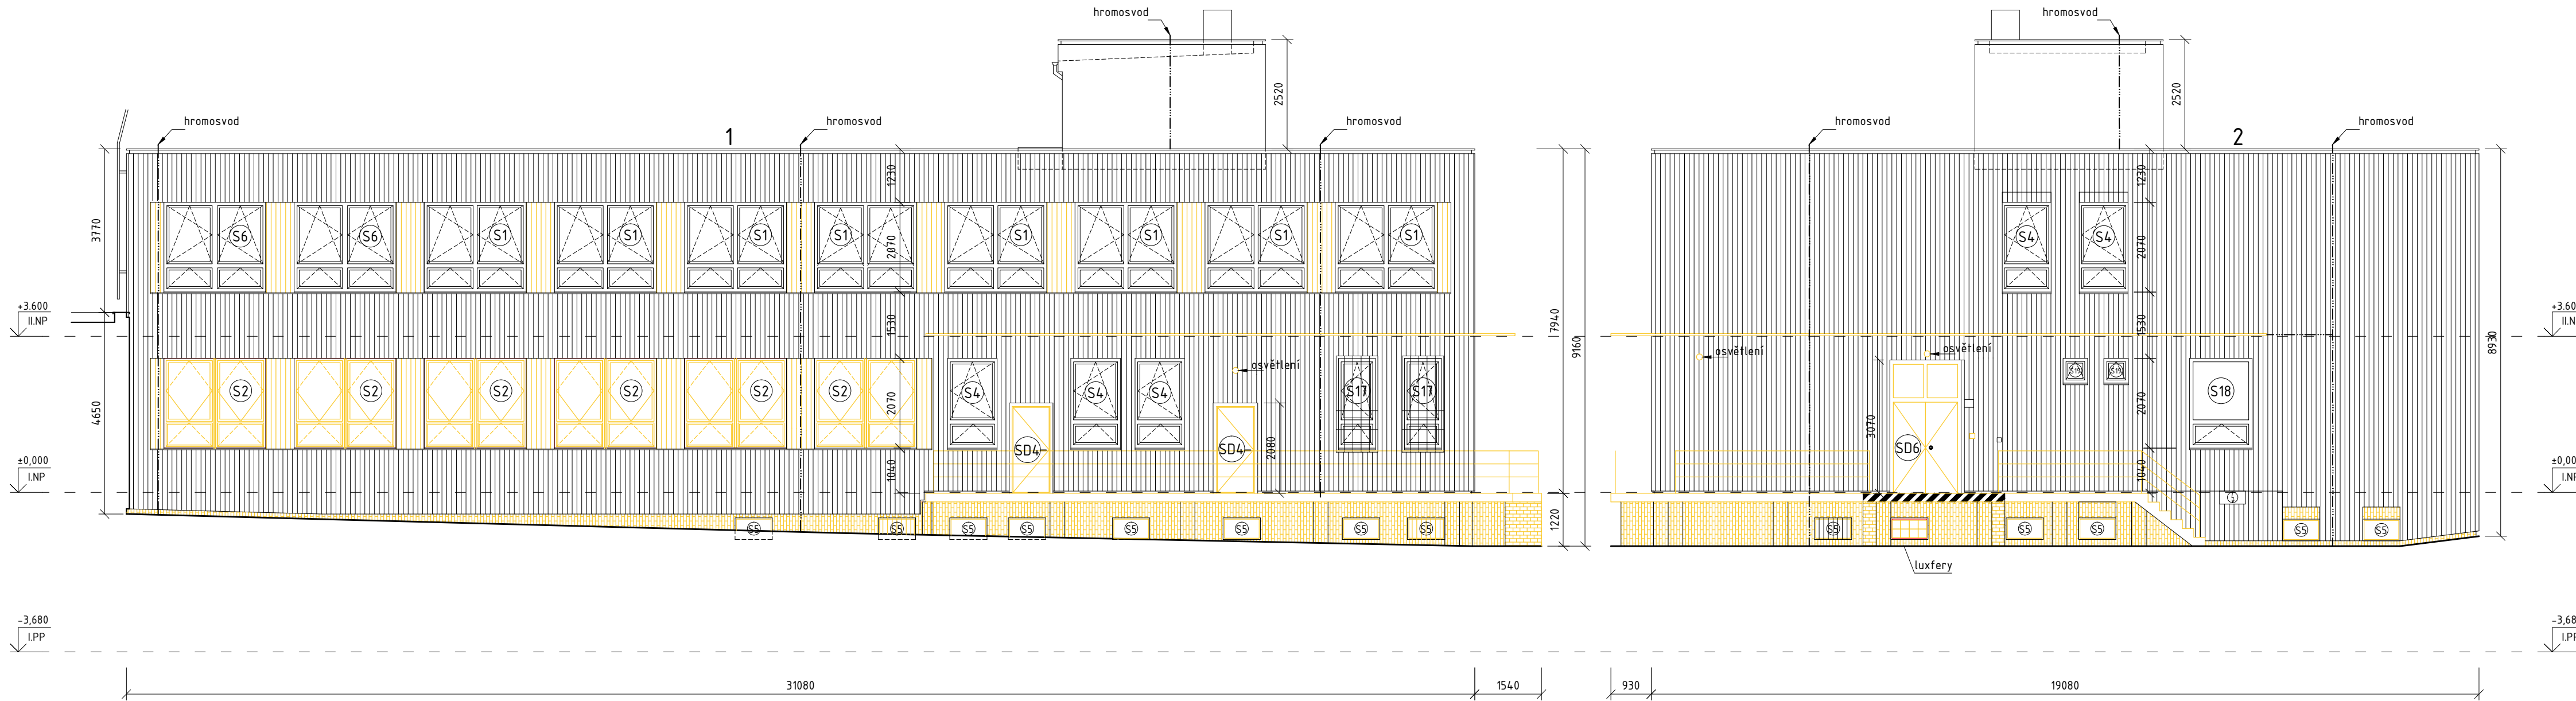 hromosvod
hromosvod
hromosvod
1
hromosvod
hromosvod
2520
hromosvod
2
hromosvod
2520
3770
1230
1230
S6 S6 S1 S1 S1 S1 S1 S1 S1 S1
S4 S4
2070
2070
+3.600
II.NP
1530
7940
9160
1530
8930
+3.60
II.N
osvětlení
osvětlení
osvětlení
S2 S2 S2 S2 S2 S2
S4 S4 S4 S17 S17
S19 S19
S18
4650
2070
2080
3070
2070
SD4 SD4
SD6
±0,000
I.NP
1040
1040
±0,00
I.NP
S5 S5 S5 S5 S5 S5 S5 S5
1220
S5 S5 S5 S5 S5
luxfery
-3,680
I.PP
-3,68
I.PP
31080
1540
930
19080